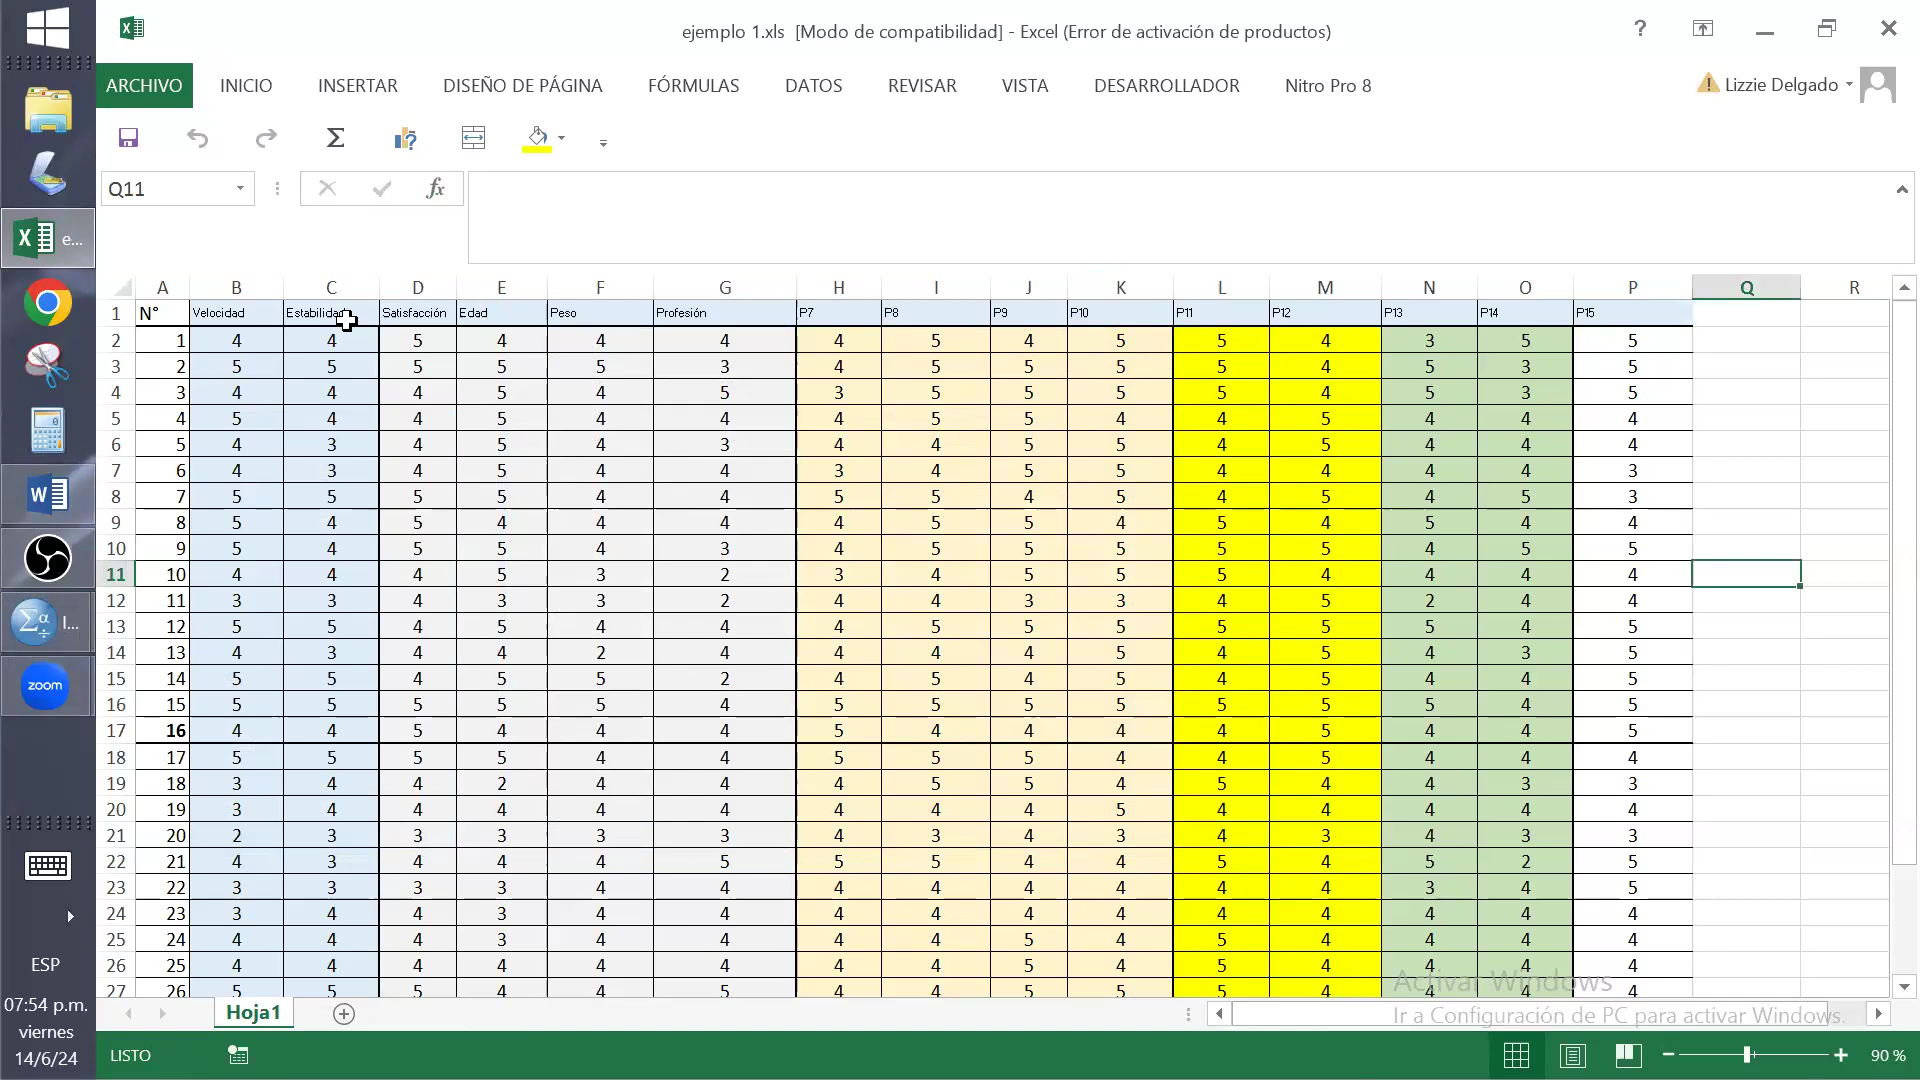 ejemplo 1.xls [Modo de compatibilidad] - Excel (Error de activación de productos)
ARCHIVO INICIO INSERTAR DISEÑO DE PÁGINA FÓRMULAS DATOS REVISAR VISTA DESARROLLADOR Nitro Pro 8 Lizzie Delgado
Q11 fx
A B C D E F G H I J K L M N O P Q R
1 N° Velocidad Estabilidad Satisfacción Edad Peso Profesión P7 P8 P9 P10 P11 P12 P13 P14 P15
2 1 4 4 5 4 4 4 4 5 4 5 5 4 3 5 5
3 2 5 5 5 5 5 3 4 5 5 5 5 4 5 3 5
4 3 4 4 4 5 4 5 3 5 5 5 5 4 5 3 5
5 4 5 4 4 5 4 4 4 5 5 4 4 5 4 4 4
6 5 4 3 4 5 4 3 4 4 5 5 4 5 4 4 4
7 6 4 3 4 5 4 4 3 4 5 5 4 4 4 4 3
8 7 5 5 5 5 4 4 5 5 4 5 4 5 4 5 3
9 8 5 4 5 4 4 4 4 5 5 4 5 4 5 4 4
10 9 5 4 5 5 4 3 4 5 5 5 5 5 4 5 5
11 10 4 4 4 5 3 2 3 4 5 5 5 4 4 4 4
12 11 3 3 4 3 3 2 4 4 3 3 4 5 2 4 4
13 12 5 5 4 5 4 4 4 5 5 5 5 5 5 4 5
14 13 4 3 4 4 2 4 4 4 4 5 4 5 4 3 5
15 14 5 5 4 5 5 2 4 5 4 5 4 5 4 4 5
16 15 5 5 5 5 5 4 5 5 5 5 5 5 5 4 5
17 16 4 4 5 4 4 4 5 4 4 4 4 5 4 4 5
18 17 5 5 5 5 4 4 5 5 5 4 4 5 4 4 4
19 18 3 4 4 2 4 4 4 5 5 4 5 4 4 3 3
20 19 3 4 4 4 4 4 4 4 4 5 4 4 4 4 4
21 20 2 3 3 3 3 3 4 3 4 3 4 3 4 3 3
22 21 4 3 4 4 4 5 5 5 4 4 5 4 5 2 5
23 22 3 3 3 3 4 4 4 4 4 4 4 4 3 4 5
24 23 3 4 4 3 4 4 4 4 4 4 4 4 4 4 4
25 24 4 4 4 3 4 4 4 4 5 4 5 4 4 4 4
26 25 4 4 4 4 4 4 4 4 5 4 5 4 4 4 4
27 26 5 5 5 4 4 5 4 4 5 5 5 4 4 4 4
Activar Windows
Ir a Configuración de PC para activar Windows.
Hoja1
LISTO 90 %
e...
W
I...
zoom
ESP
07:54 p.m.
viernes
14/6/24